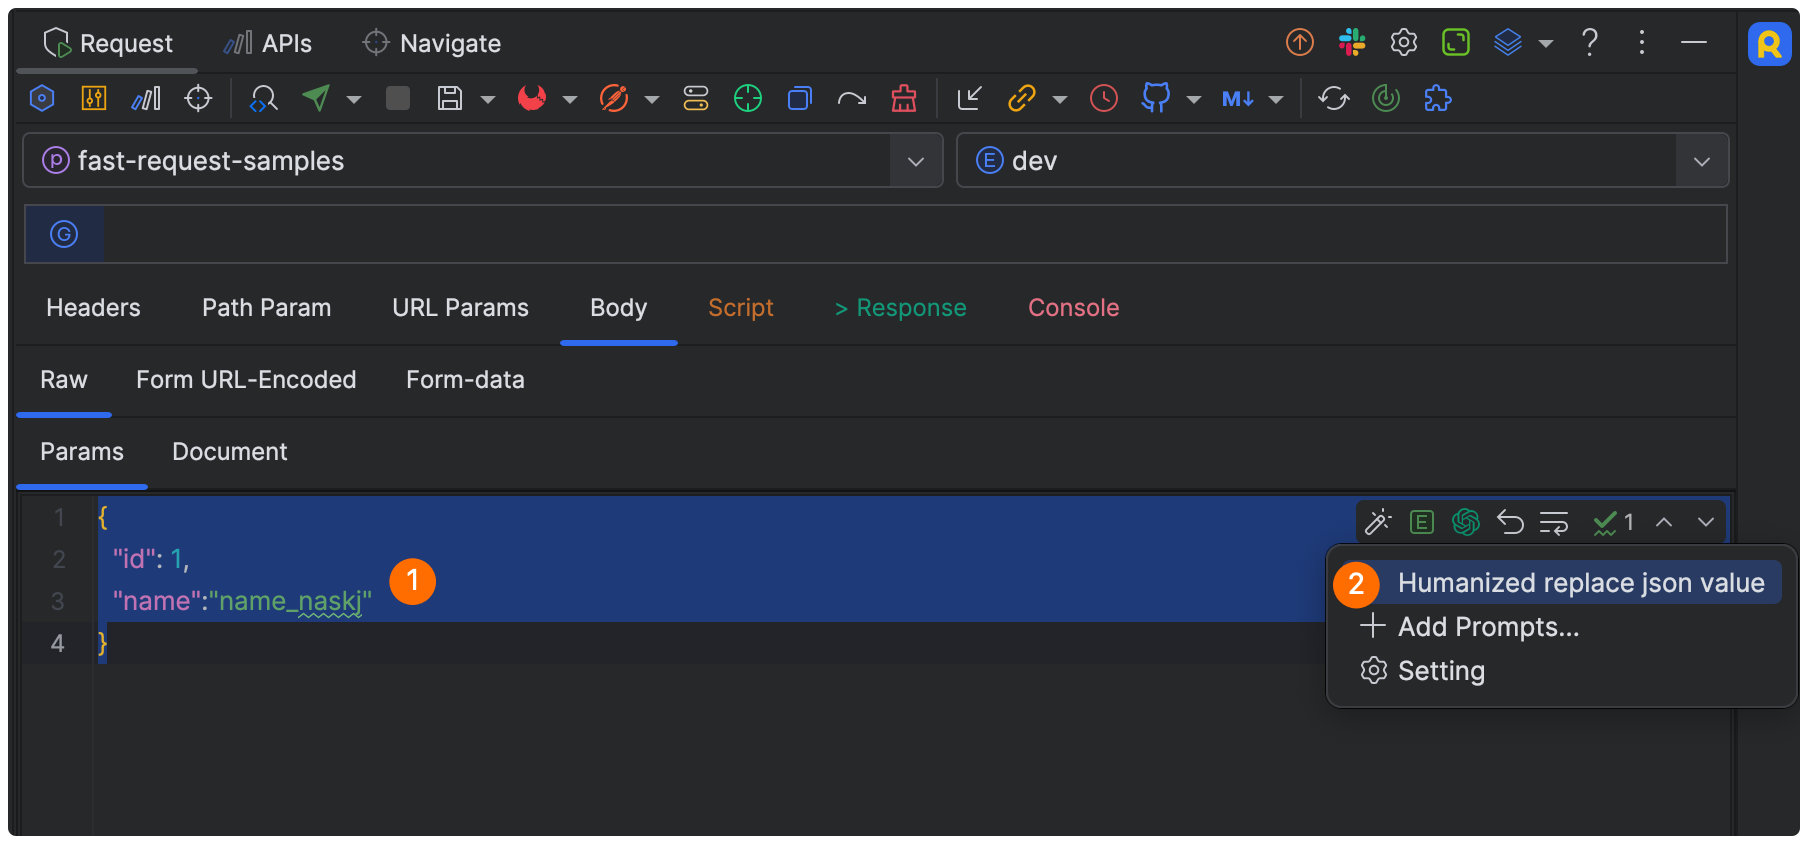 Request APIs Navigate ?
R
M↓
p fast-request-samples E dev
G
Headers Path Param URL Params Body Script > Response Console
Raw Form URL-Encoded Form-data
Params Document
1 {
E 1
2 "id": 1,
3 "name":"name_naskj"
1
4 }
2 Humanized replace json value
Add Prompts...
Setting